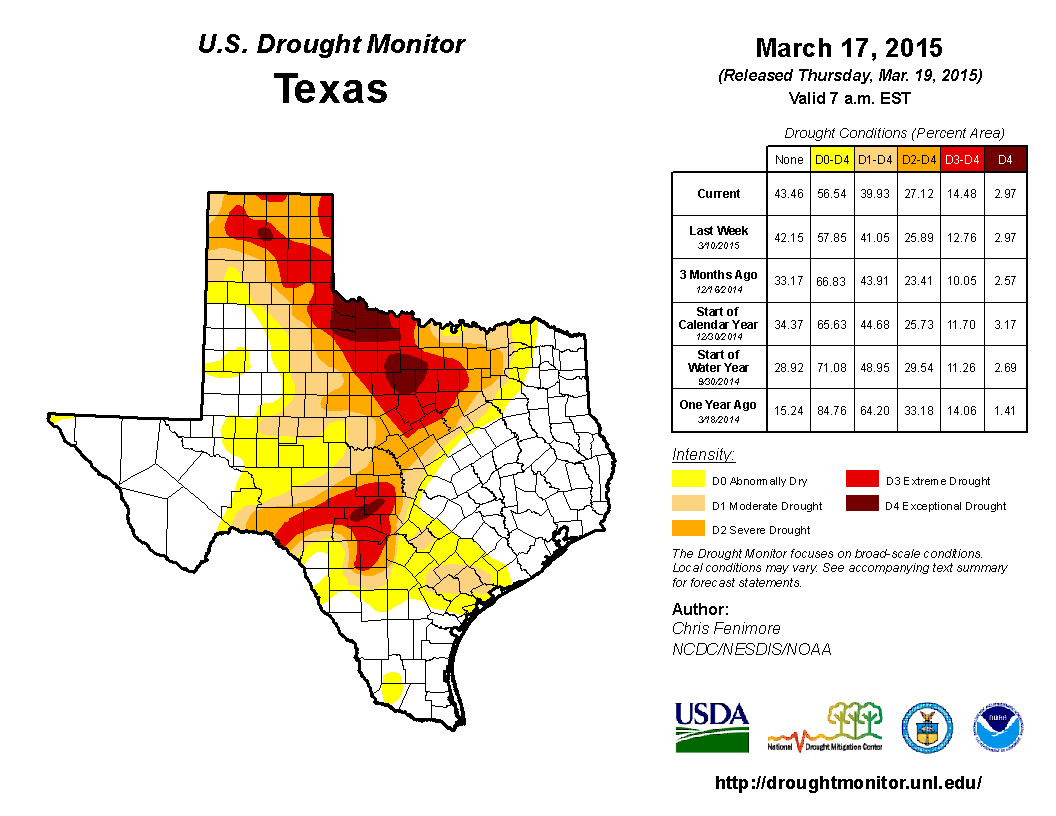 U.S. Drought Monitor
Texas
March 17, 2015
(Released Thursday, Mar. 19, 2015)
Valid 7 a.m. EST
Drought Conditions (Percent Area)
None D0-D4 D1-D4 D2-D4 D3-D4 D4
Current 43.46 56.54 39.93 27.12 14.48 2.97
Last Week
3/10/2015
42.15 57.85 41.05 25.89 12.76 2.97
3 Months Ago
12/16/2014
33.17 66.83 43.91 23.41 10.05 2.57
Start of
Calendar Year
12/30/2014
34.37 65.63 44.68 25.73 11.70 3.17
Start of
Water Year
9/30/2014
28.92 71.08 48.95 29.54 11.26 2.69
One Year Ago
3/18/2014
15.24 84.76 64.20 33.18 14.06 1.41
Intensity:
D0 Abnormally Dry
D1 Moderate Drought
D2 Severe Drought
D3 Extreme Drought
D4 Exceptional Drought
The Drought Monitor focuses on broad-scale conditions.
Local conditions may vary. See accompanying text summary
for forecast statements.
Author:
Chris Fenimore
NCDC/NESDIS/NOAA
USDA
National Drought Mitigation Center
NOAA
http://droughtmonitor.unl.edu/